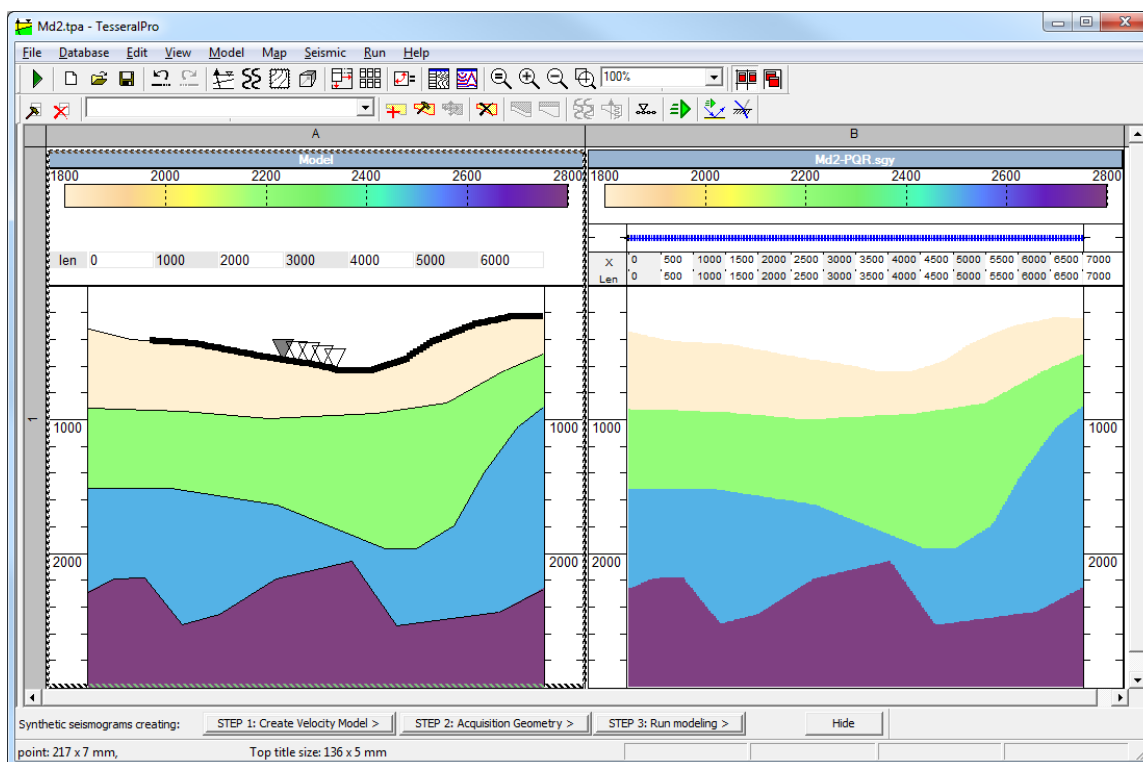 Md2.tpa - TesseralPro
File Database Edit View Model Map Seismic Run Help
100%
A B
Model Md2-PQR.sgy
1800 2000 2200 2400 2600 2800 1800 2000 2200 2400 2600 2800
len 0 1000 2000 3000 4000 5000 6000
X 0 500 1000 1500 2000 2500 3000 3500 4000 4500 5000 5500 6000 6500 7000
Len 0 500 1000 1500 2000 2500 3000 3500 4000 4500 5000 5500 6000 6500 7000
1
1000 1000 1000 1000
2000 2000 2000 2000
Synthetic seismograms creating: STEP 1: Create Velocity Model > STEP 2: Acquisition Geometry > STEP 3: Run modeling > Hide
point: 217 x 7 mm, Top title size: 136 x 5 mm